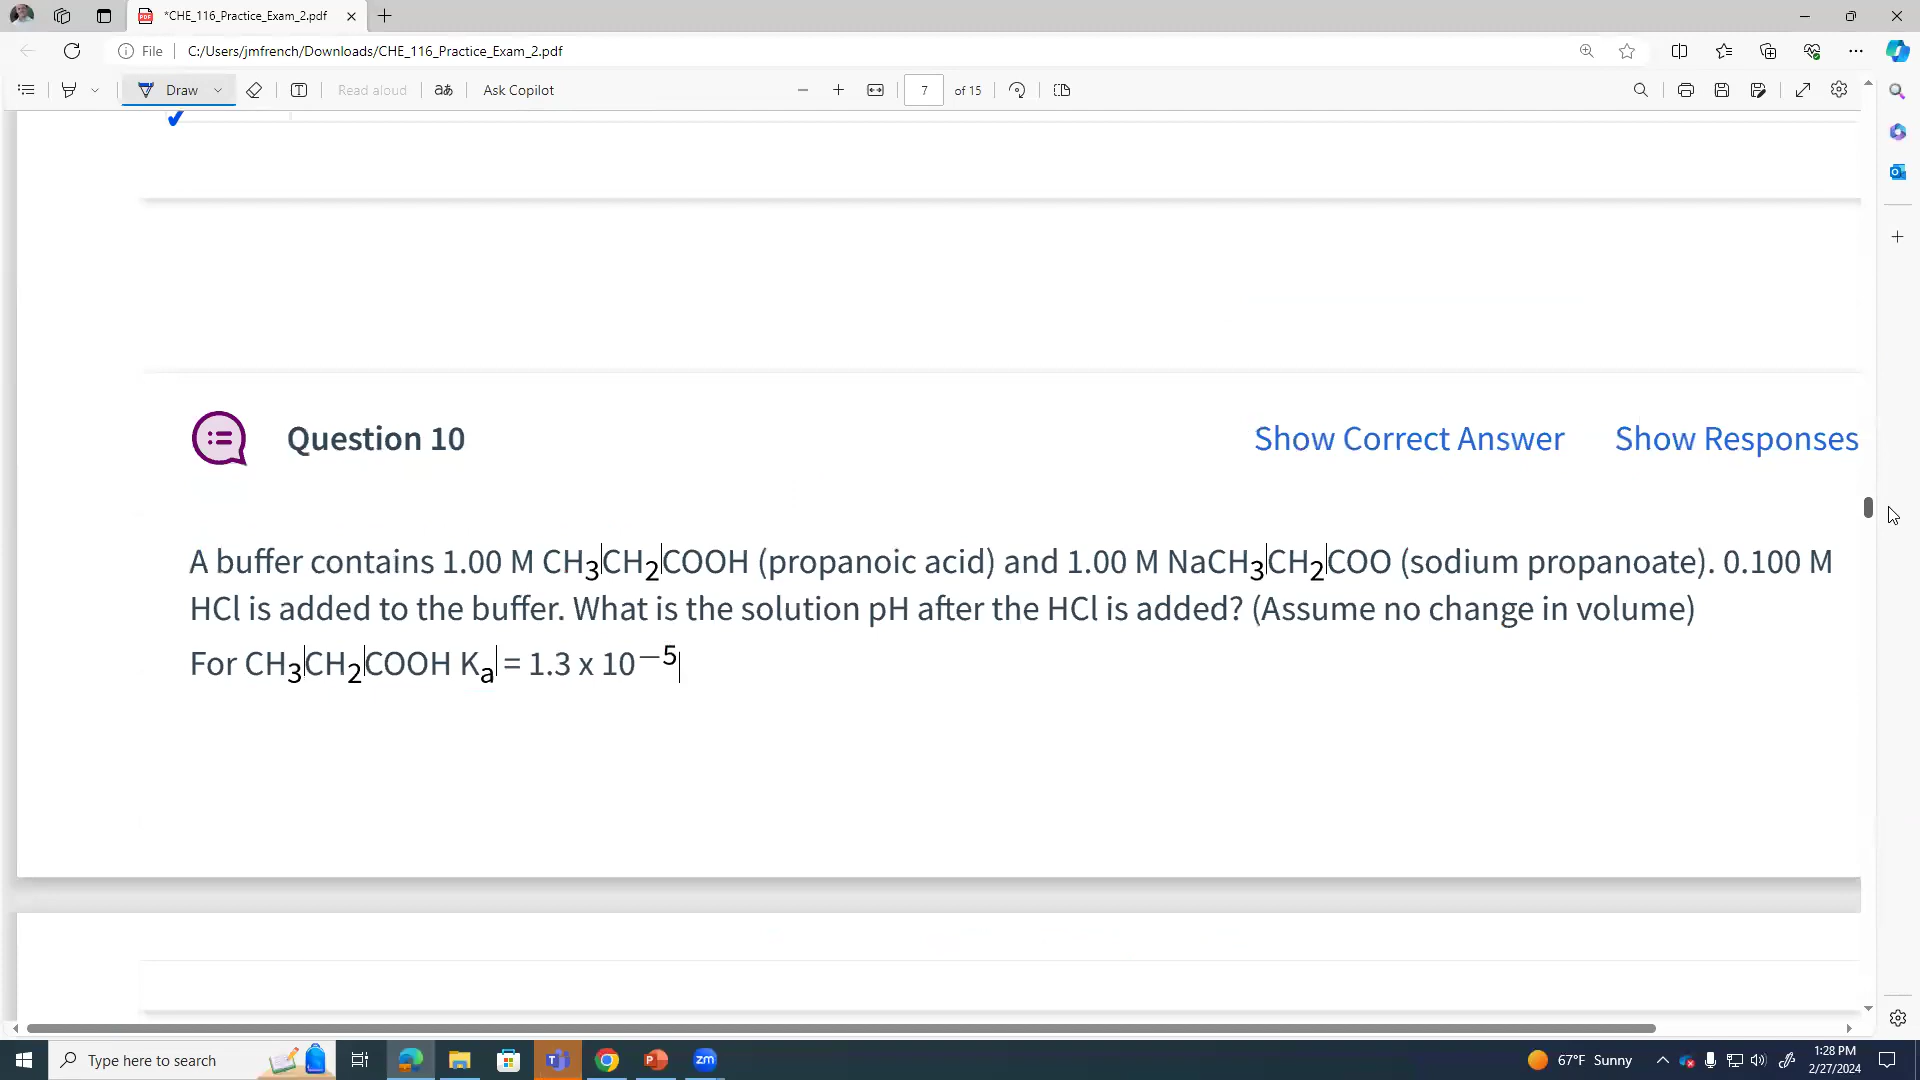 *CHE_116_Practice_Exam_2.pdf
File
C:/Users/jmfrench/Downloads/CHE_116_Practice_Exam_2.pdf
Draw
Read aloud
Ask Copilot
7
of 15
Question 10
Show Correct Answer
Show Responses
A buffer contains 1.00 M CH₃CH₂COOH (propanoic acid) and 1.00 M NaCH₃CH₂COO (sodium propanoate). 0.100 M
HCl is added to the buffer. What is the solution pH after the HCl is added? (Assume no change in volume)
For CH₃CH₂COOH Kₐ = 1.3 x 10⁻⁵
Type here to search
67°F Sunny
1:28 PM
2/27/2024